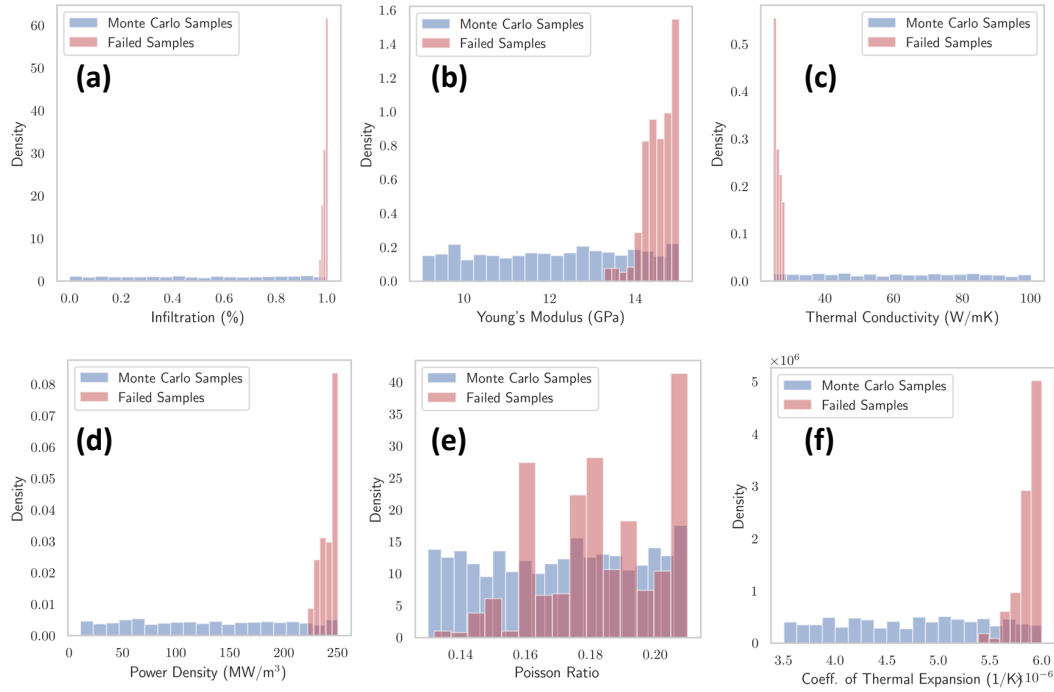 Monte Carlo Samples
Failed Samples
(a)
60
50
40
30
20
10
0
Density
0.0 0.2 0.4 0.6 0.8 1.0
Infiltration (%)
Monte Carlo Samples
Failed Samples
(b)
1.6
1.4
1.2
1.0
0.8
0.6
0.4
0.2
0.0
Density
10 12 14
Young's Modulus (GPa)
Monte Carlo Samples
Failed Samples
(c)
0.5
0.4
0.3
0.2
0.1
0.0
Density
40 60 80 100
Thermal Conductivity (W/mK)
Monte Carlo Samples
Failed Samples
(d)
0.08
0.07
0.06
0.05
0.04
0.03
0.02
0.01
0.00
Density
0 50 100 150 200 250
Power Density (MW/m³)
Monte Carlo Samples
Failed Samples
(e)
40
35
30
25
20
15
10
5
0
Density
0.14 0.16 0.18 0.20
Poisson Ratio
×10⁶
Monte Carlo Samples
Failed Samples
(f)
5
4
3
2
1
0
Density
3.5 4.0 4.5 5.0 5.5 6.0
Coeff. of Thermal Expansion (1/K)×10⁻⁶